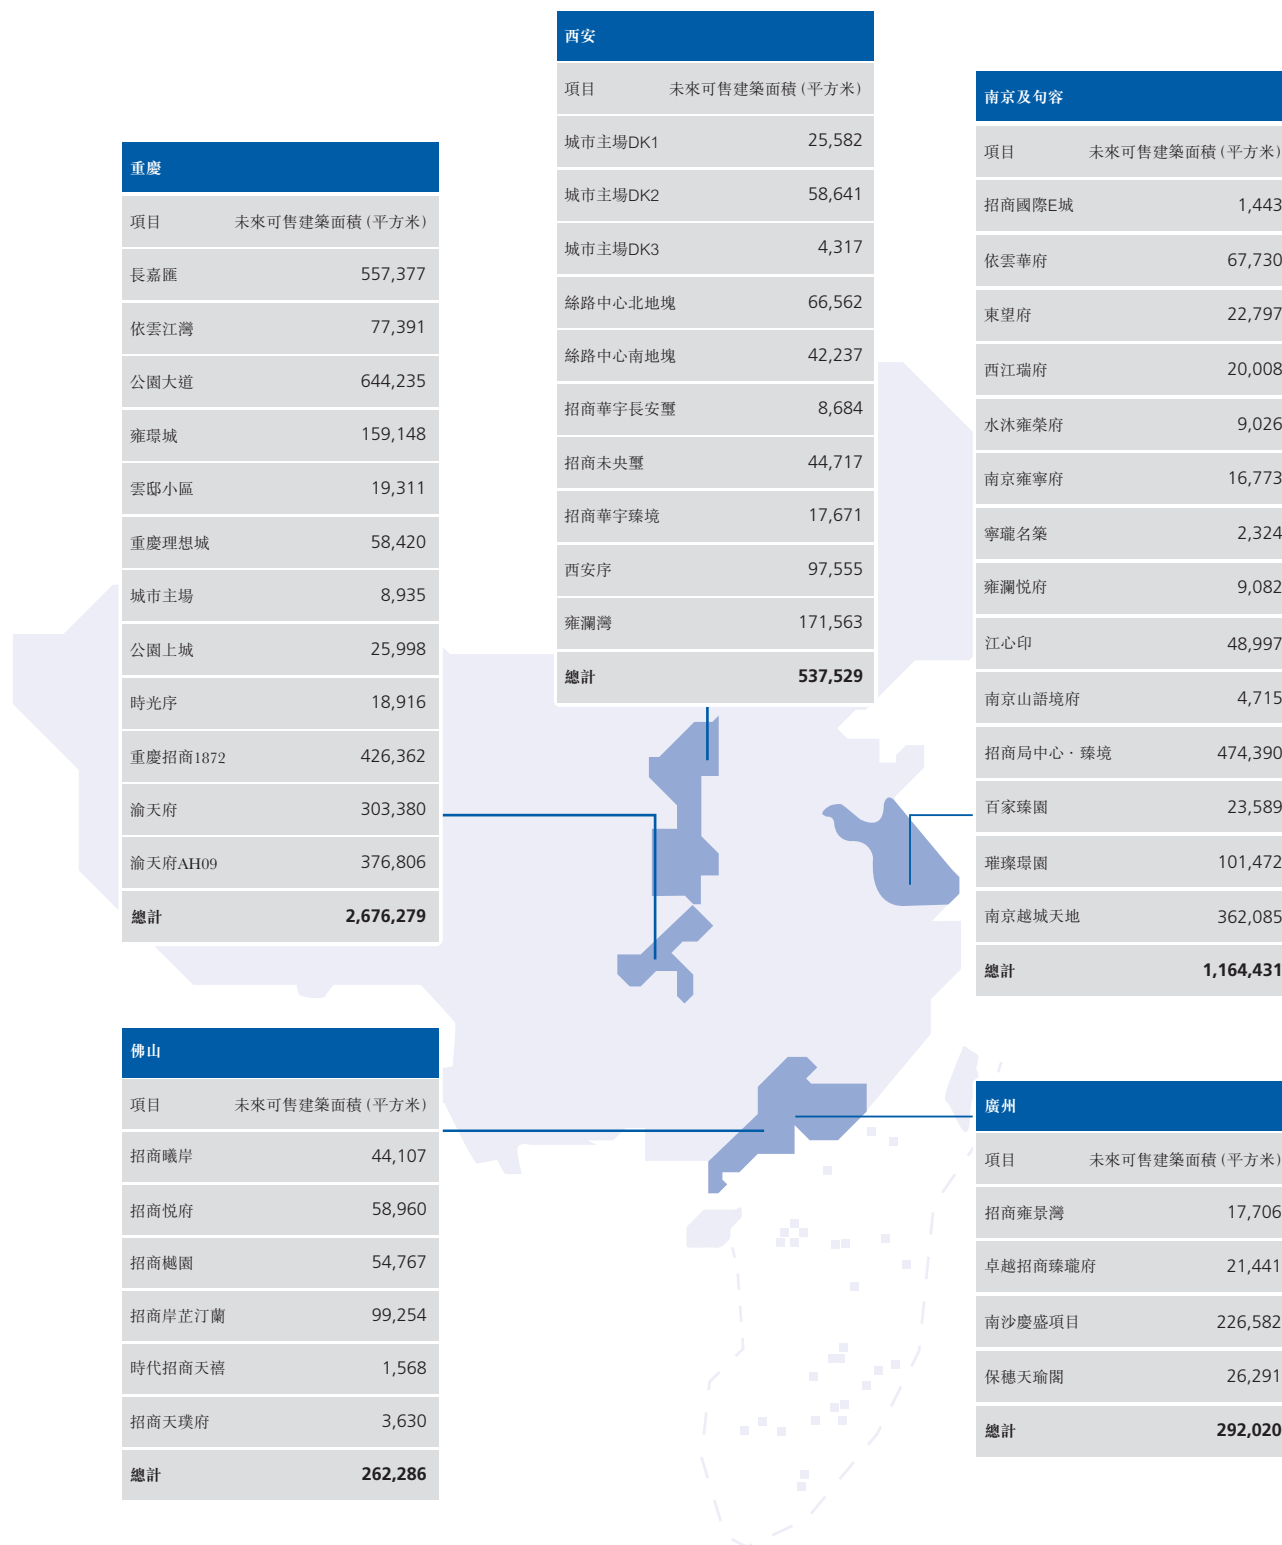 西安
項目 未來可售建築面積 (平方米)
城市主場DK1 25,582
城市主場DK2 58,641
城市主場DK3 4,317
絲路中心北地塊 66,562
絲路中心南地塊 42,237
招商華宇長安璽 8,684
招商未央璽 44,717
招商華宇臻境 17,671
西安序 97,555
雍瀾灣 171,563
總計 537,529
南京及句容
項目 未來可售建築面積 (平方米)
招商國際E城 1,443
依雲華府 67,730
東望府 22,797
西江瑞府 20,008
水沐雍榮府 9,026
南京雍寧府 16,773
寧瓏名築 2,324
雍瀾悅府 9,082
江心印 48,997
南京山語境府 4,715
招商局中心‧臻境 474,390
百家臻園 23,589
璀璨璟園 101,472
南京越城天地 362,085
總計 1,164,431
重慶
項目 未來可售建築面積 (平方米)
長嘉匯 557,377
依雲江灣 77,391
公園大道 644,235
雍璟城 159,148
雲邸小區 19,311
重慶理想城 58,420
城市主場 8,935
公園上城 25,998
時光序 18,916
重慶招商1872 426,362
渝天府 303,380
渝天府AH09 376,806
總計 2,676,279
佛山
項目 未來可售建築面積 (平方米)
招商曦岸 44,107
招商悅府 58,960
招商樾園 54,767
招商岸芷汀蘭 99,254
時代招商天禧 1,568
招商天璞府 3,630
總計 262,286
廣州
項目 未來可售建築面積 (平方米)
招商雍景灣 17,706
卓越招商臻瓏府 21,441
南沙慶盛項目 226,582
保穗天瑜閣 26,291
總計 292,020